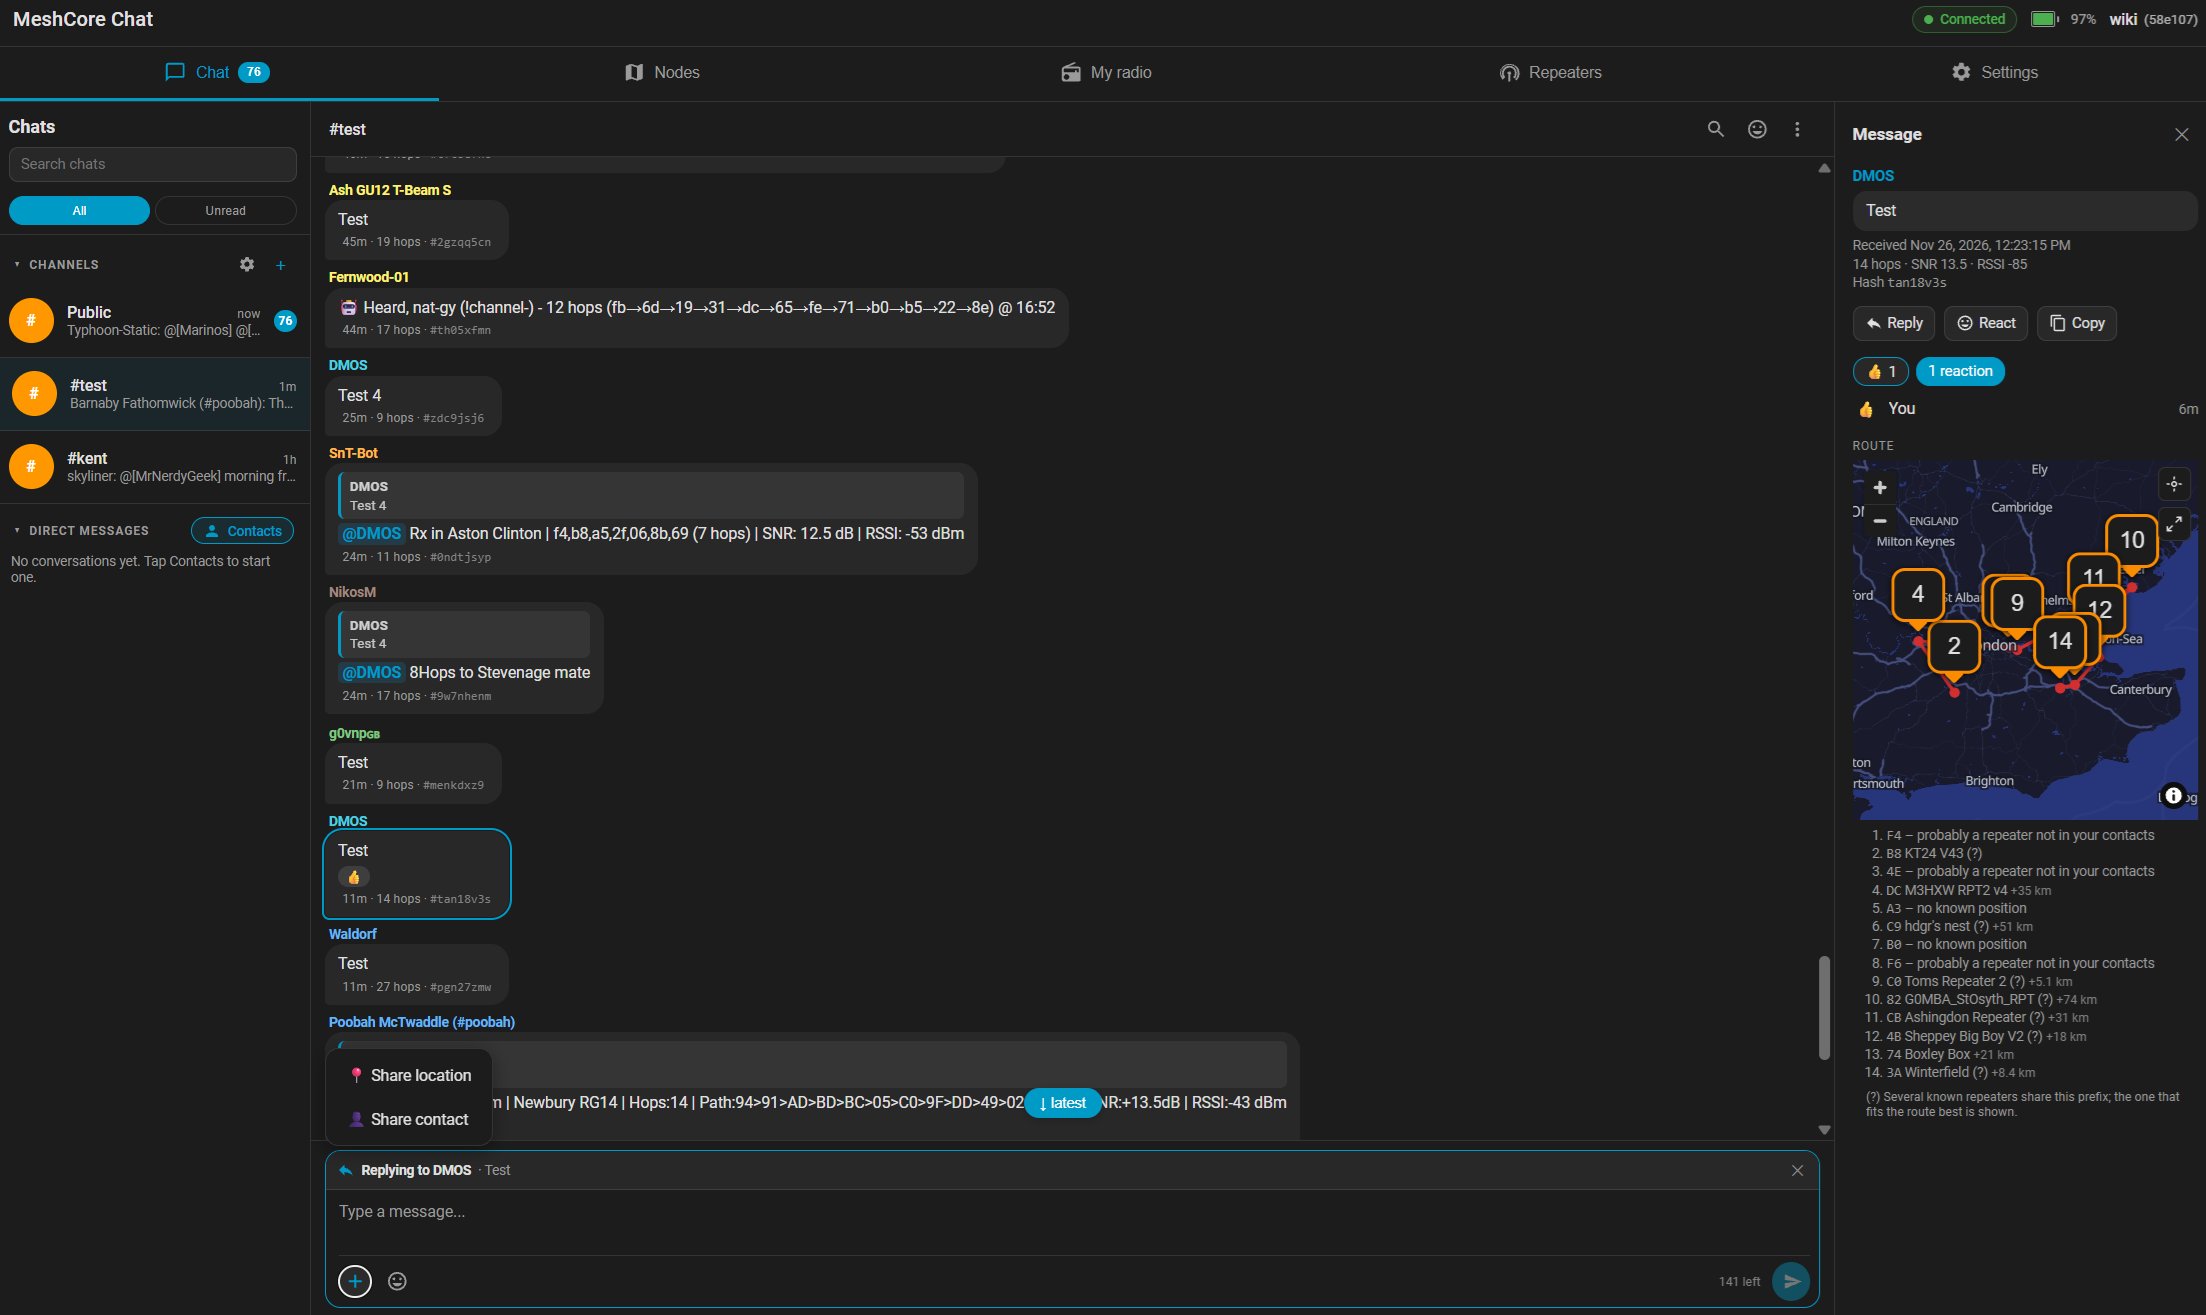 MeshCore Chat
Connected
97%
wiki (58e107)
Chat 76
Nodes
My radio
Repeaters
Settings
Chats
Search chats
All
Unread
CHANNELS
Public
now
Typhoon-Static: @[Marinos] @[...
76
#test
1m
Barnaby Fathomwick (#poobah): Th...
#kent
1h
skyliner: @[MrNerdyGeek] morning fr...
DIRECT MESSAGES
Contacts
No conversations yet. Tap Contacts to start
one.
#test
Ash GU12 T-Beam S
Test
45m · 19 hops · #2gzqq5cn
Fernwood-01
Heard, nat-gy (!channel-) - 12 hops (fb→6d→19→31→dc→65→fe→71→b0→b5→22→8e) @ 16:52
44m · 17 hops · #th05xfmn
DMOS
Test 4
25m · 9 hops · #zdc9jsj6
SnT-Bot
DMOS
Test 4
@DMOS Rx in Aston Clinton | f4,b8,a5,2f,06,8b,69 (7 hops) | SNR: 12.5 dB | RSSI: -53 dBm
24m · 11 hops · #0ndtjsyp
NikosM
DMOS
Test 4
@DMOS 8Hops to Stevenage mate
24m · 17 hops · #9w7nhenm
g0vnpGB
Test
21m · 9 hops · #menkdxz9
DMOS
Test
11m · 14 hops · #tan18v3s
Waldorf
Test
11m · 27 hops · #pgn27zmw
Poobah McTwaddle (#poobah)
Share location
Share contact
m | Newbury RG14 | Hops:14 | Path:94>91>AD>BD>BC>05>C0>9F>DD>49>02
↓ latest
NR:+13.5dB | RSSI:-43 dBm
Replying to DMOS · Test
Type a message...
141 left
Message
DMOS
Test
Received Nov 26, 2026, 12:23:15 PM
14 hops · SNR 13.5 · RSSI -85
Hash tan18v3s
Reply
React
Copy
1
1 reaction
You
6m
ROUTE
Ely
Cambridge
ENGLAND
Milton Keynes
10
11
4
St Alba
9
helm
12
ford
2
ndon
14
on-Sea
Canterbury
ton
rtsmouth
Brighton
1. F4 – probably a repeater not in your contacts
2. B8 KT24 V43 (?)
3. 4E – probably a repeater not in your contacts
4. DC M3HXW RPT2 v4 +35 km
5. A3 – no known position
6. C9 hdgr's nest (?) +51 km
7. B0 – no known position
8. F6 – probably a repeater not in your contacts
9. C0 Toms Repeater 2 (?) +5.1 km
10. 82 G0MBA_StOsyth_RPT (?) +74 km
11. CB Ashingdon Repeater (?) +31 km
12. 4B Sheppey Big Boy V2 (?) +18 km
13. 74 Boxley Box +21 km
14. 3A Winterfield (?) +8.4 km
(?) Several known repeaters share this prefix; the one that
fits the route best is shown.